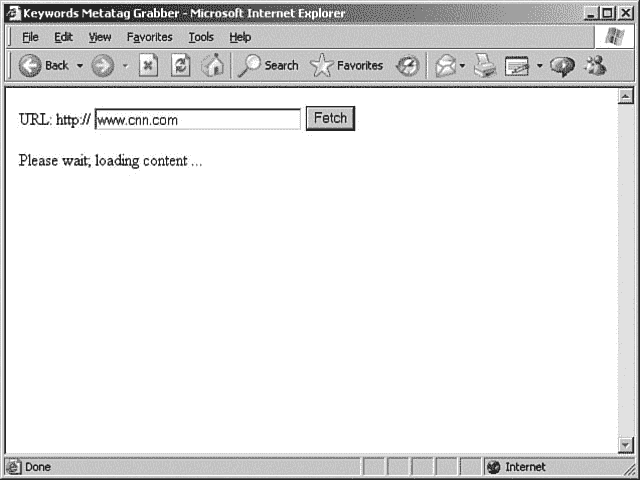 Keywords Metatag Grabber - Microsoft Internet Explorer
File Edit View Favorites Tools Help
Back Search Favorites
URL: http:// www.cnn.com Fetch
Please wait; loading content ...
Done Internet